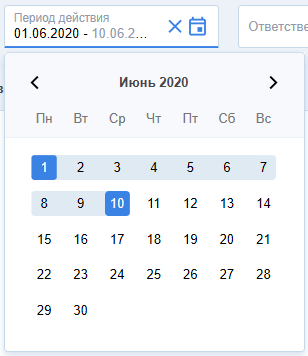 Период действия
01.06.2020 - 10.06.2...
Ответстве
Июнь 2020
Пн Вт Ср Чт Пт Сб Вс
1 2 3 4 5 6 7
8 9 10 11 12 13 14
15 16 17 18 19 20 21
22 23 24 25 26 27 28
29 30